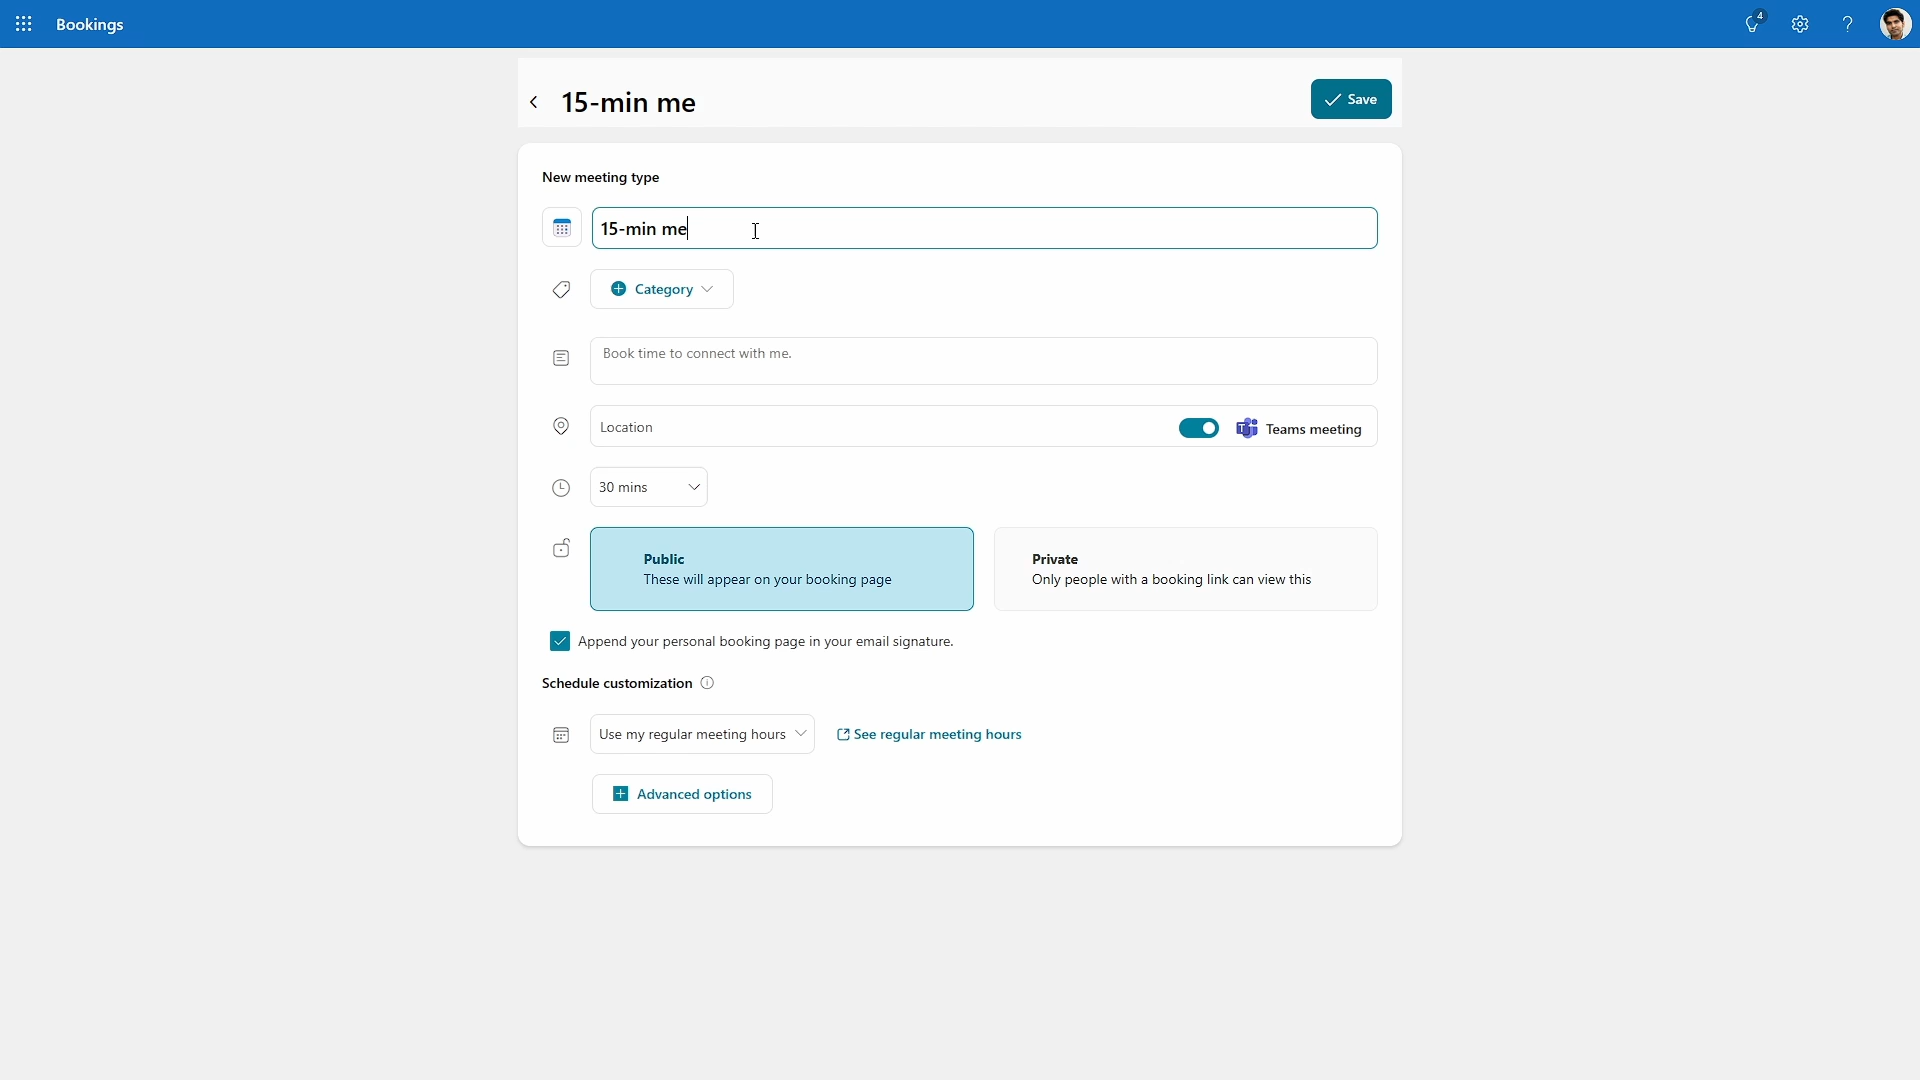 Bookings
4
15-min me
Save
New meeting type
15-min me
Category
Book time to connect with me.
Location
Teams meeting
30 mins
Public
These will appear on your booking page
Private
Only people with a booking link can view this
Append your personal booking page in your email signature.
Schedule customization
Use my regular meeting hours
See regular meeting hours
Advanced options